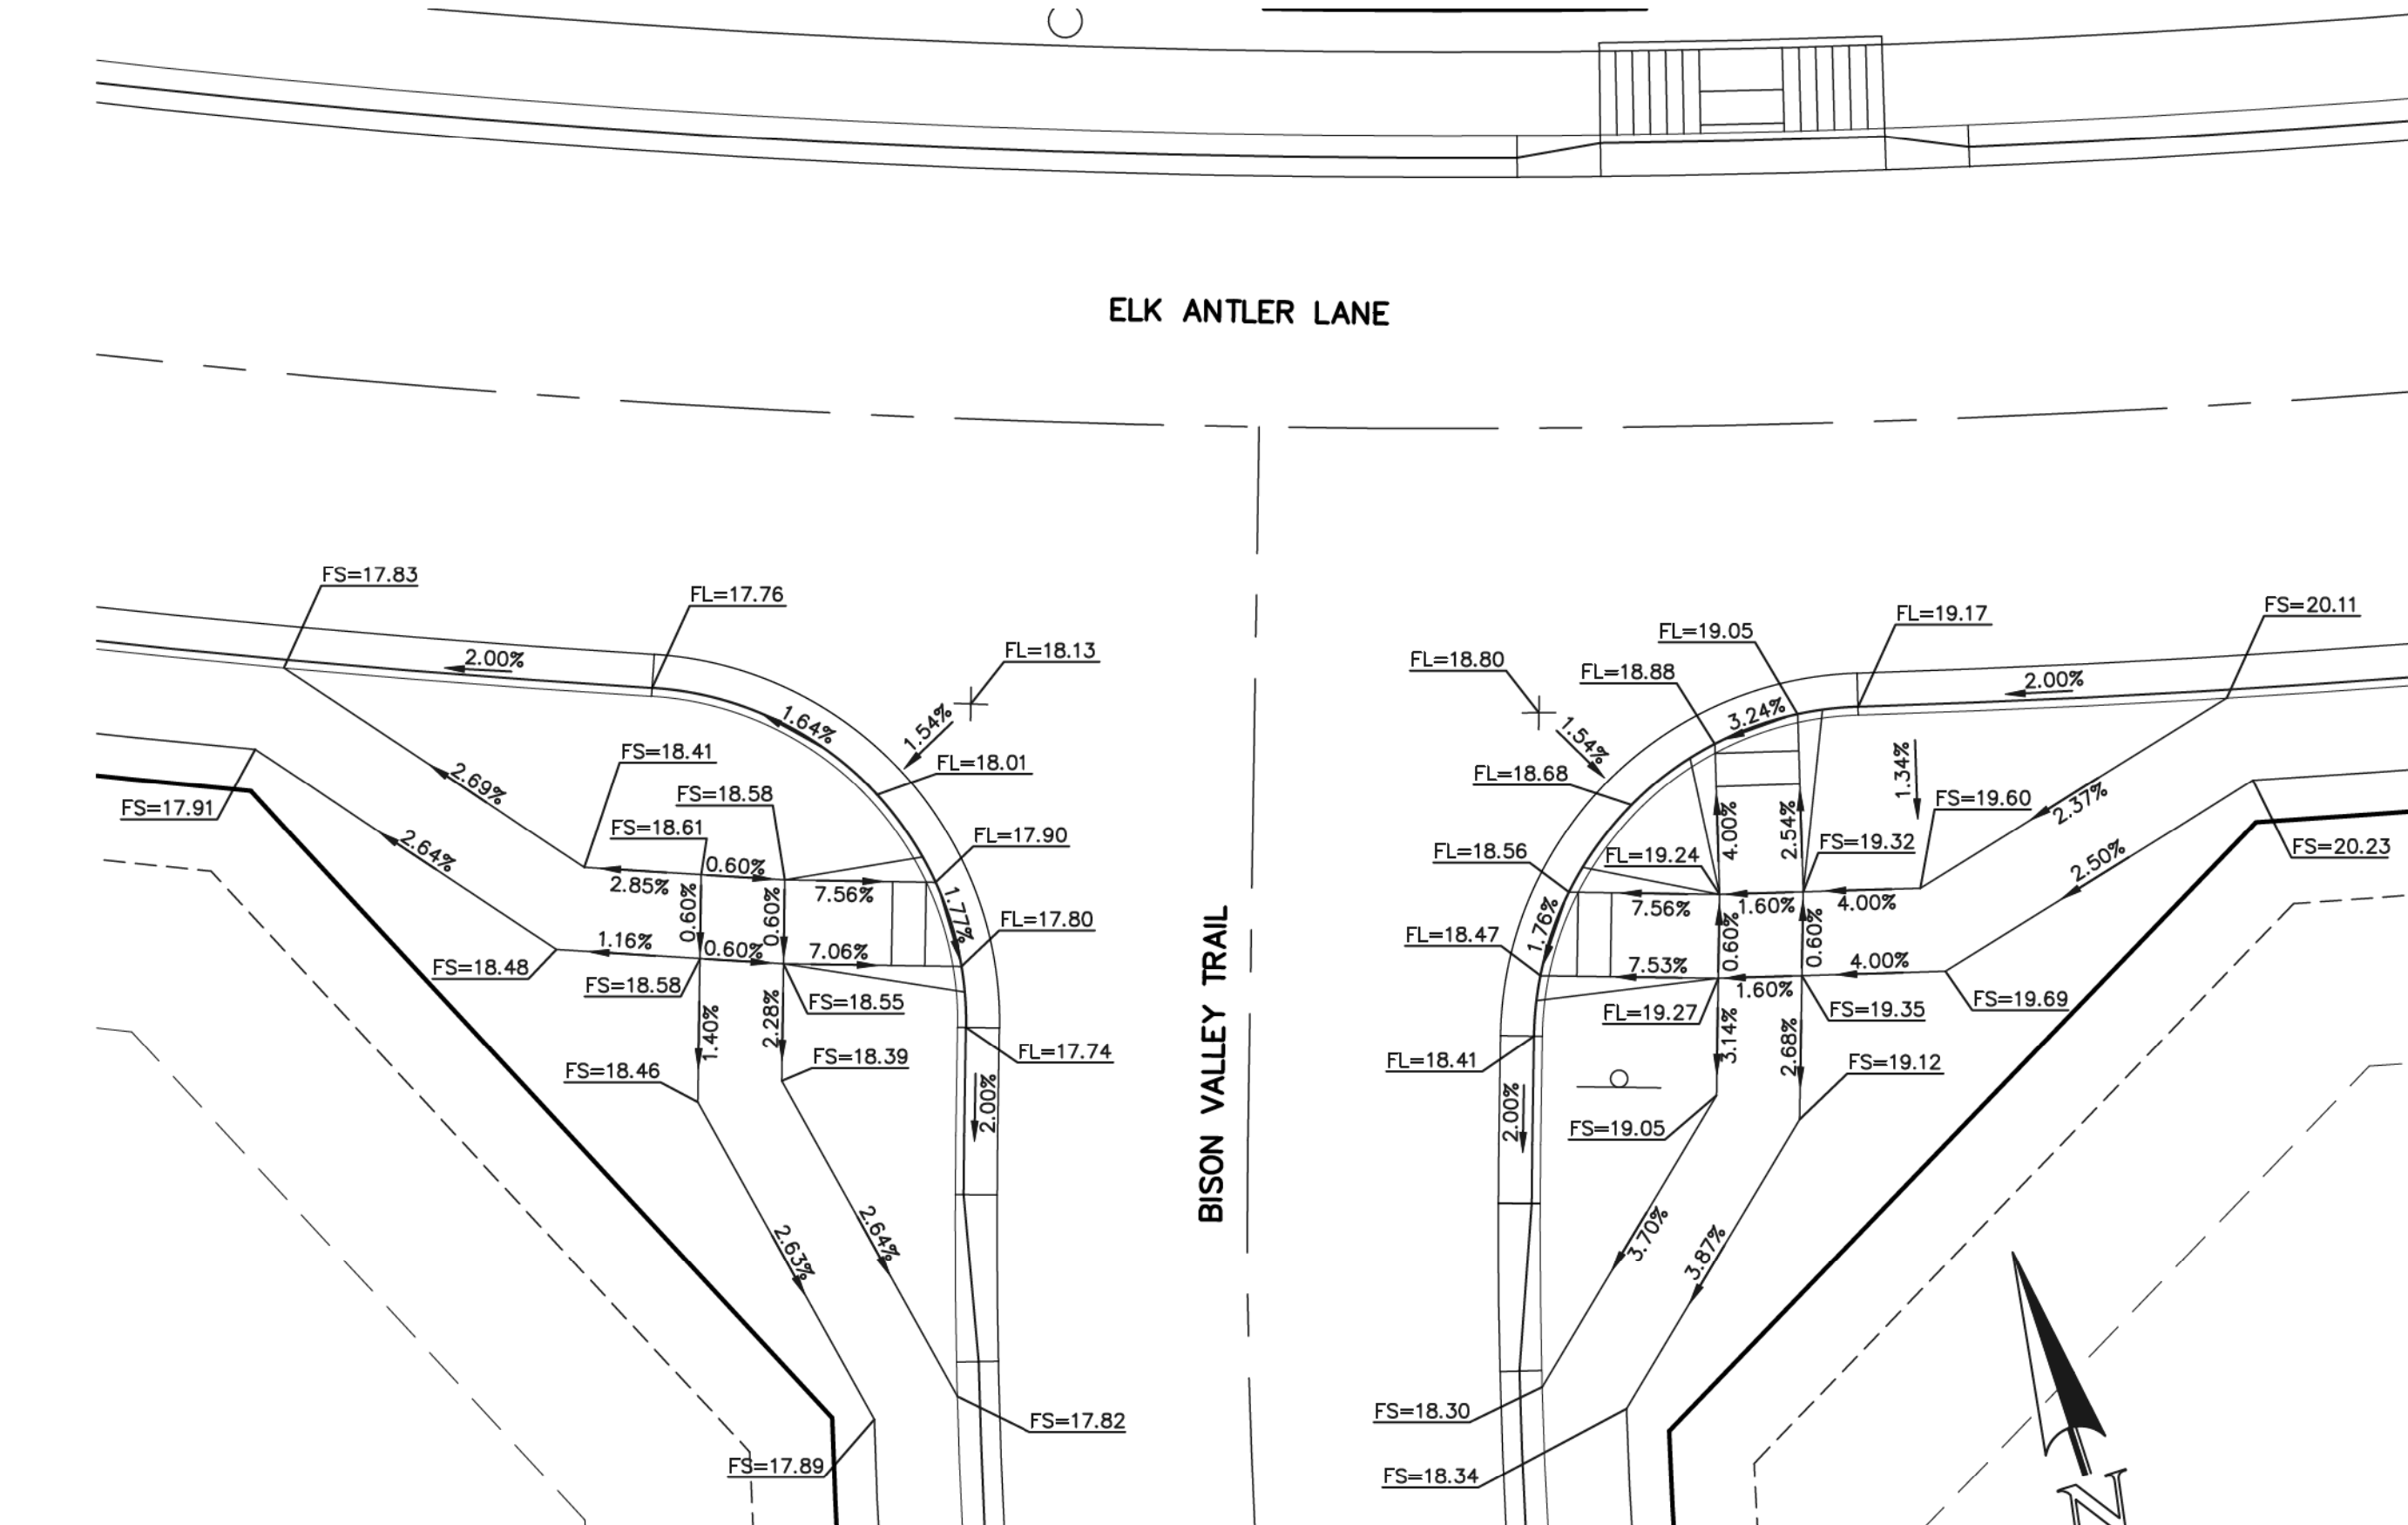 ELK ANTLER LANE
FS=17.83
FL=17.76
FL=18.13
2.00%
1.64%
1.54%
FL=18.01
FS=18.41
FS=18.58
2.69%
FS=17.91
FS=18.61
2.64%
0.60%
FL=17.90
2.85%
7.56%
0.60%
0.60%
1.77%
FL=17.80
1.16%
0.60%
7.06%
FS=18.48
FS=18.58
FS=18.55
1.40%
2.28%
FS=18.46
FS=18.39
FL=17.74
2.00%
2.63%
2.64%
FS=17.82
FS=17.89
BISON VALLEY TRAIL
FL=18.80
FL=19.05
FL=19.17
FS=20.11
FL=18.88
2.00%
3.24%
1.54%
FL=18.68
1.34%
FS=19.60
2.37%
4.00%
2.54%
FL=18.56
FL=19.24
FS=19.32
FS=20.23
2.50%
7.56%
1.60%
4.00%
1.76%
0.60%
0.60%
FL=18.47
7.53%
4.00%
1.60%
FL=19.27
FS=19.35
FS=19.69
3.14%
2.68%
FL=18.41
FS=19.12
2.00%
FS=19.05
3.70%
3.87%
FS=18.30
FS=18.34
N